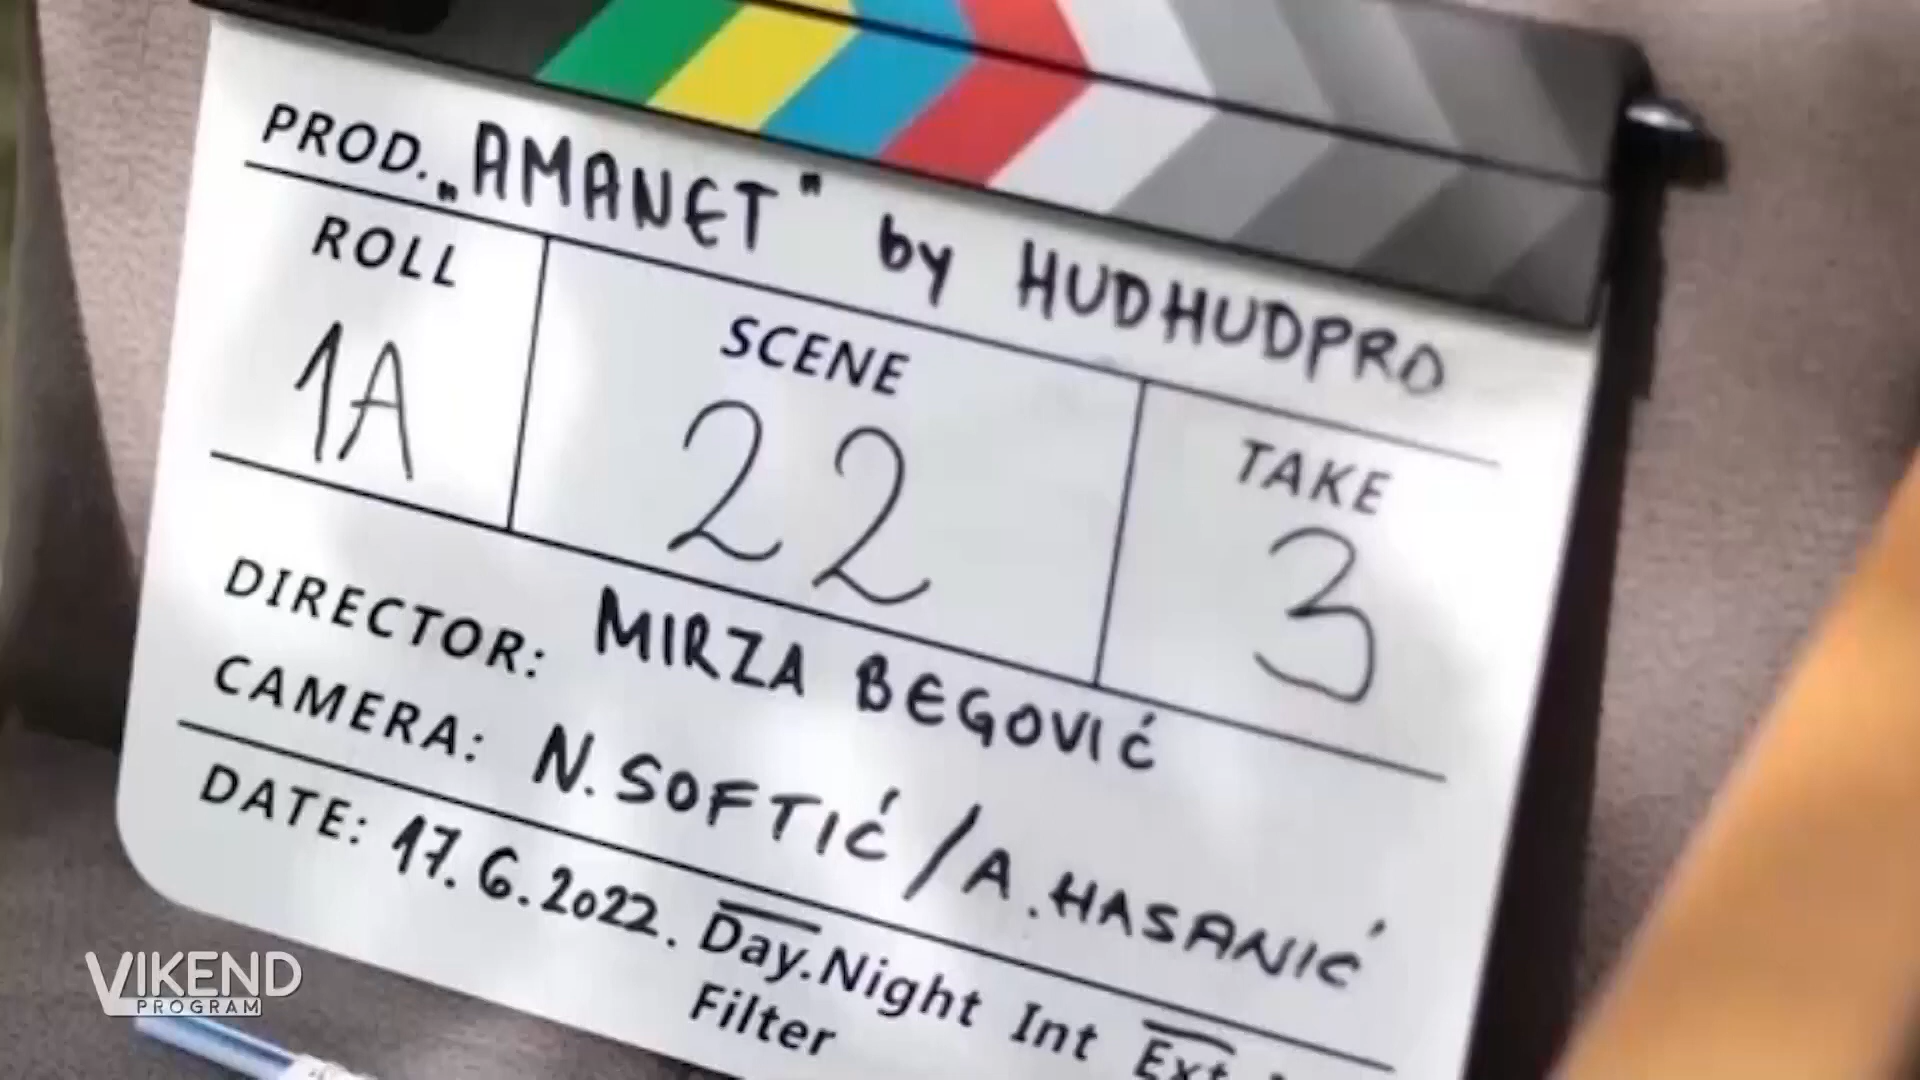 PROD. „AMANET" by HUDHUDPRO
ROLL SCENE TAKE
1A 22 3
DIRECTOR: MIRZA BEGOVIĆ
CAMERA: N. SOFTIĆ / A. HASANIĆ
DATE: 17.6.2022. Day.Night Int Ext
Filter
VIKEND
PROGRAM